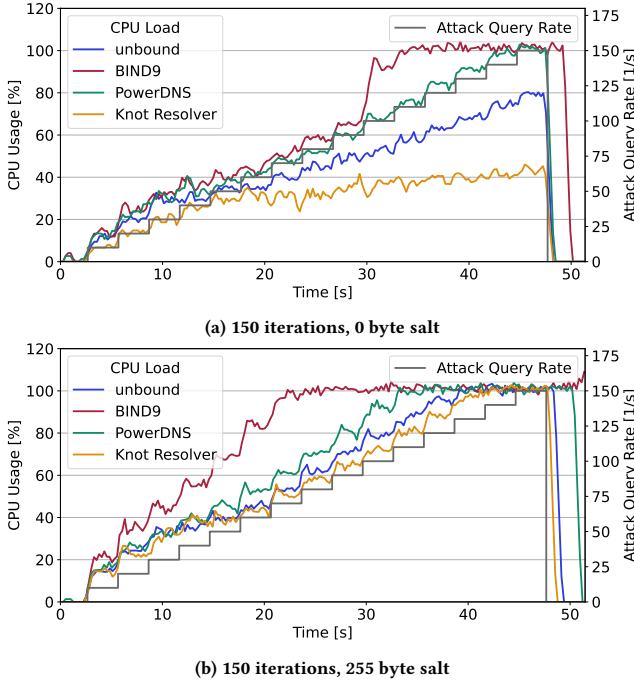 CPU Load
unbound
BIND9
PowerDNS
Knot Resolver
Attack Query Rate
CPU Usage [%]
120
100
80
60
40
20
0
175
150
125
100
75
50
25
0
Attack Query Rate [1/s]
0 10 20 30 40 50
Time [s]
(a) 150 iterations, 0 byte salt
CPU Load
unbound
BIND9
PowerDNS
Knot Resolver
Attack Query Rate
CPU Usage [%]
120
100
80
60
40
20
0
175
150
125
100
75
50
25
0
Attack Query Rate [1/s]
0 10 20 30 40 50
Time [s]
(b) 150 iterations, 255 byte salt